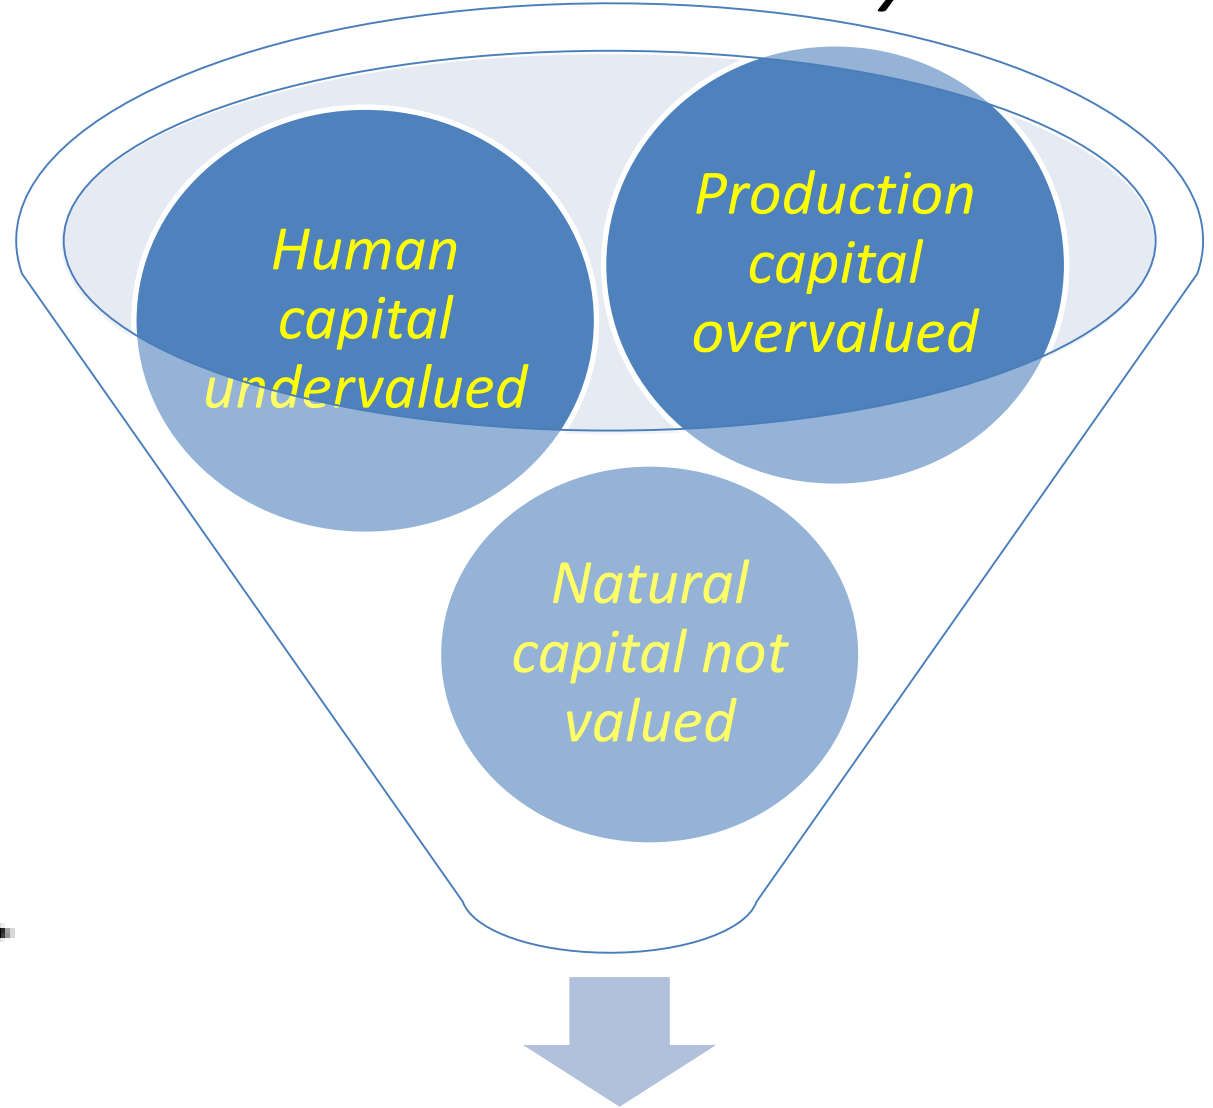 Human
capital
undervalued
Production
capital
overvalued
Natural
capital not
valued